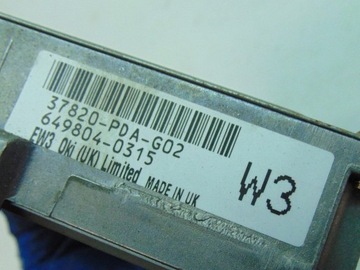 37820-PDA-G02
649804-0315
EW3 Oki (UK) Limited MADE IN UK
W3